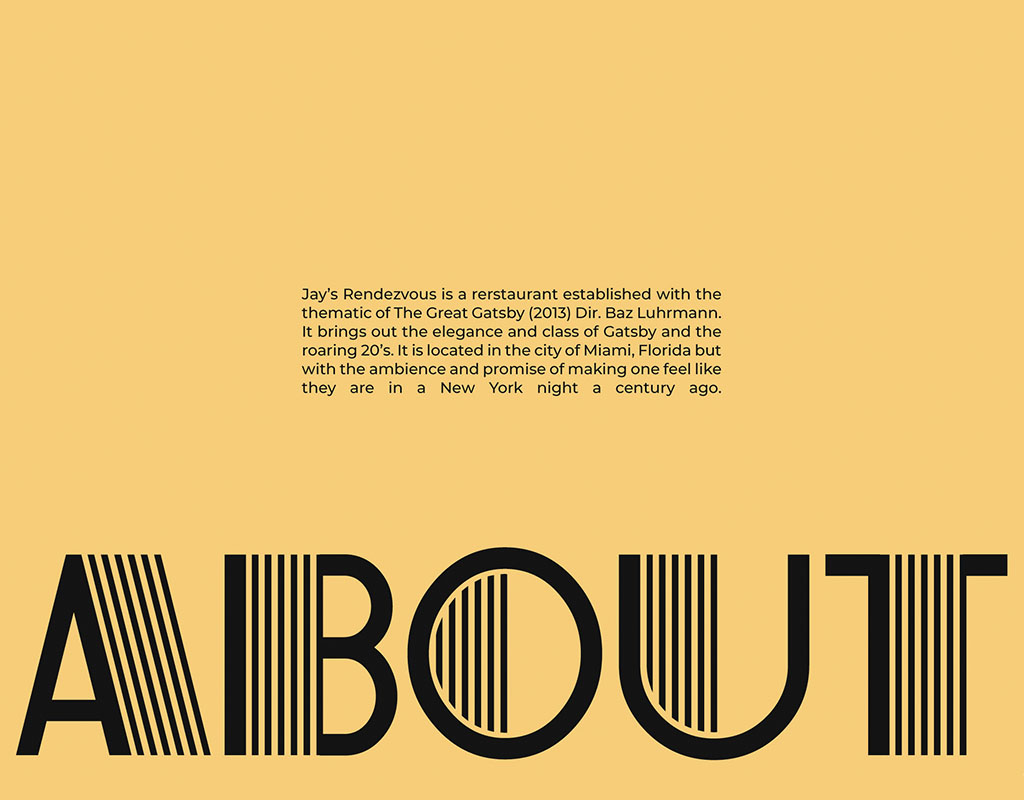 Jay’s Rendezvous is a rerstaurant established with the
thematic of The Great Gatsby (2013) Dir. Baz Luhrmann.
It brings out the elegance and class of Gatsby and the
roaring 20’s. It is located in the city of Miami, Florida but
with the ambience and promise of making one feel like
they are in a New York night a century ago.
ABOUT